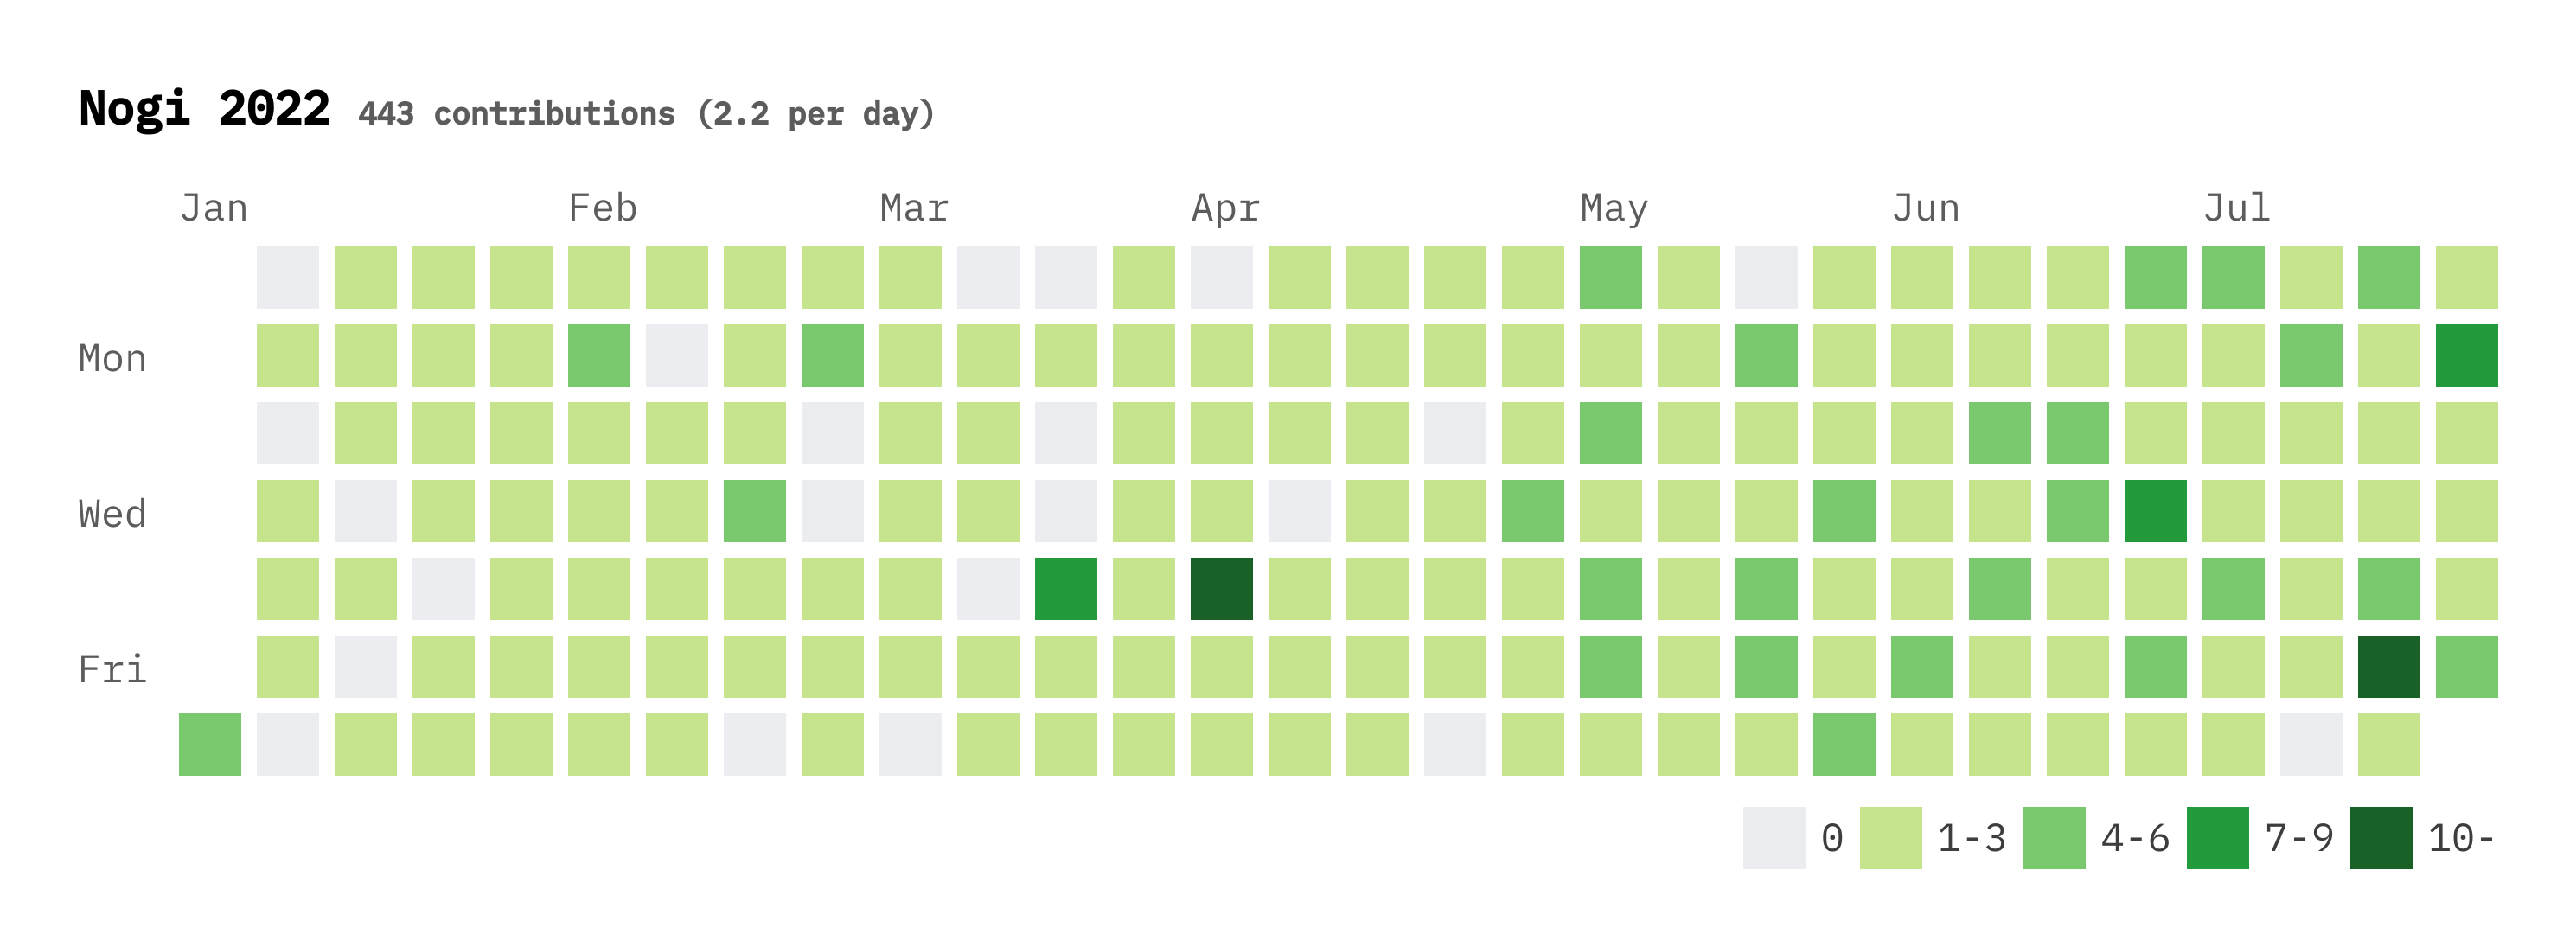 Nogi 2022 443 contributions (2.2 per day)
Jan Feb Mar Apr May Jun Jul
Mon
Wed
Fri
0 1-3 4-6 7-9 10-